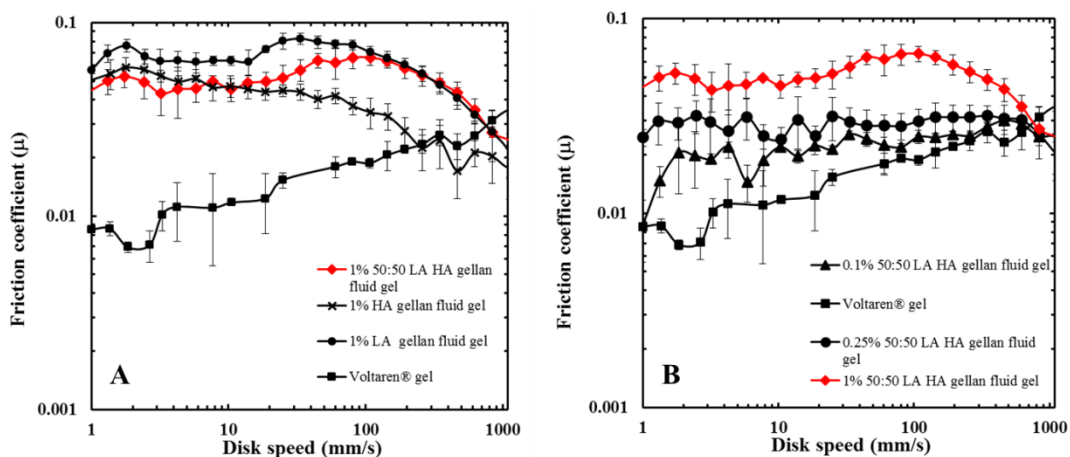 0.1
0.01
0.001
Friction coefficient (μ)
1% 50:50 LA HA gellan
fluid gel
1% HA gellan fluid gel
1% LA gellan fluid gel
Voltaren® gel
A
1
10
100
1000
Disk speed (mm/s)
0.1
0.01
0.001
Friction coefficient (μ)
0.1% 50:50 LA HA gellan fluid gel
Voltaren® gel
0.25% 50:50 LA HA gellan fluid
gel
1% 50:50 LA HA gellan fluid gel
B
1
10
100
1000
Disk speed (mm/s)